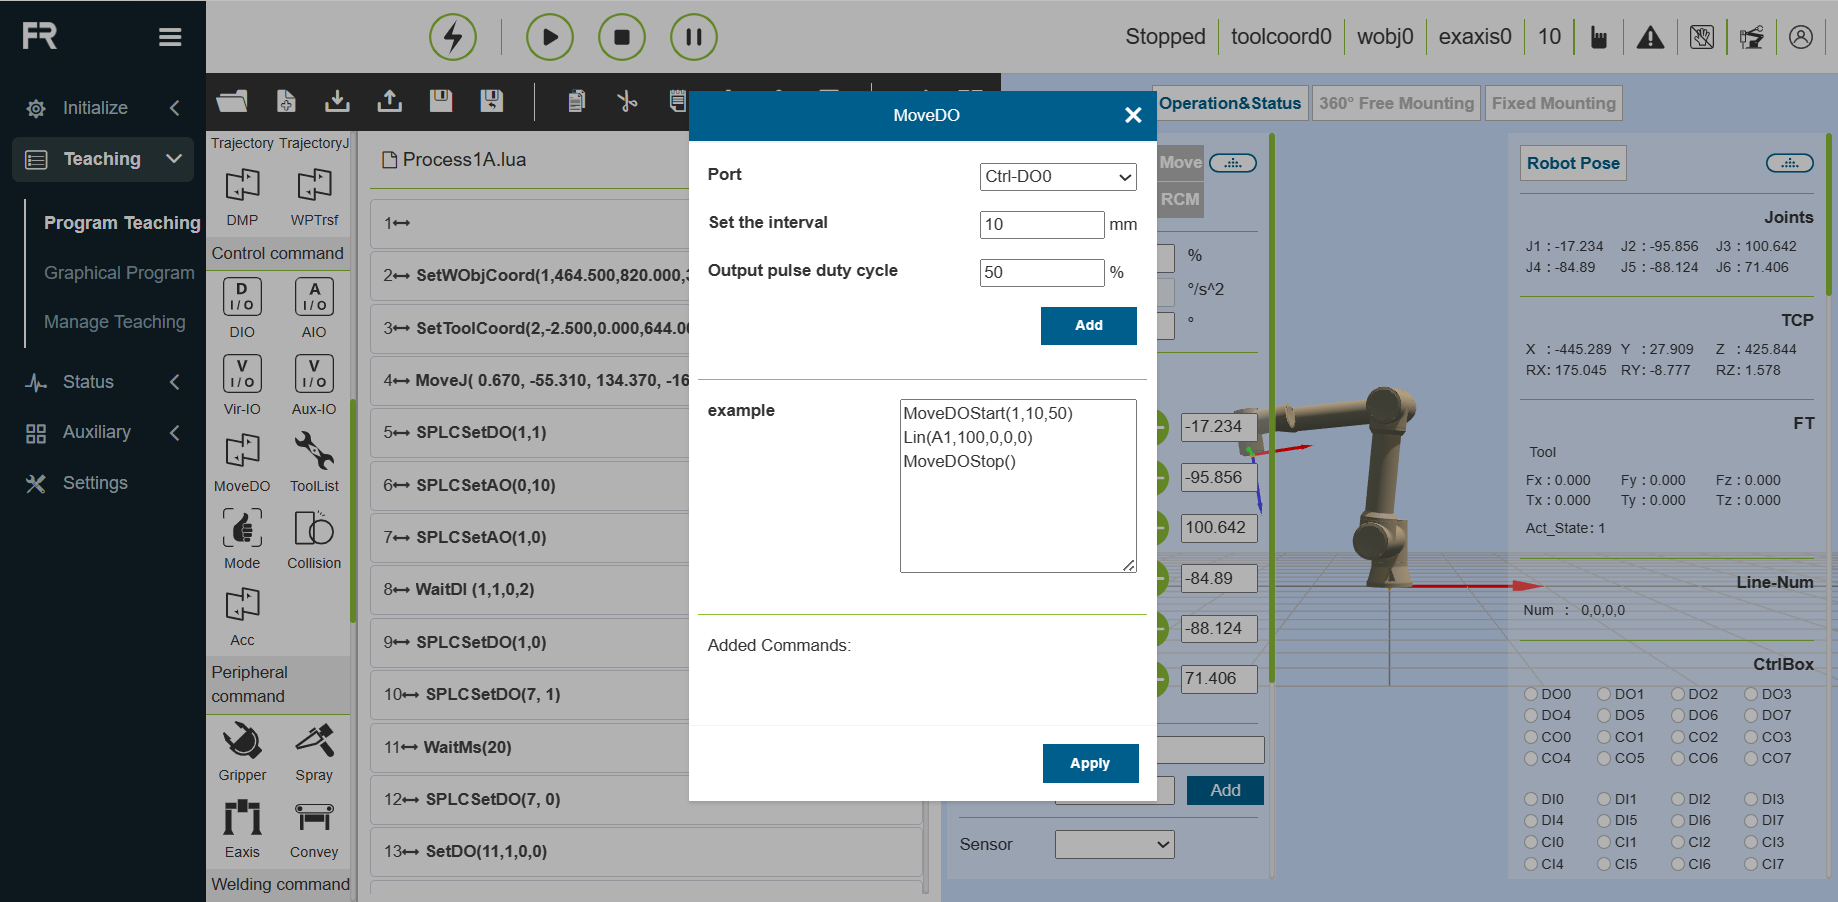 FR
Stopped
toolcoord0
wobj0
exaxis0
10
Initialize
Teaching
Program Teaching
Graphical Program
Manage Teaching
Status
Auxiliary
Settings
Trajectory TrajectoryJ
DMP WPTrsf
Control command
D I/O
A I/O
DIO AIO
V I/O
V I/O
Vir-IO Aux-IO
MoveDO ToolList
Mode Collision
Acc
Peripheral
command
Gripper Spray
Eaxis Convey
Welding command
Process1A.lua
1
2 SetWObjCoord(1,464.500,820.000,
3 SetToolCoord(2,-2.500,0.000,644.0
4 MoveJ( 0.670, -55.310, 134.370, -16
5 SPLCSetDO(1,1)
6 SPLCSetAO(0,10)
7 SPLCSetAO(1,0)
8 WaitDI (1,1,0,2)
9 SPLCSetDO(1,0)
10 SPLCSetDO(7, 1)
11 WaitMs(20)
12 SPLCSetDO(7, 0)
13 SetDO(11,1,0,0)
MoveDO
Port Ctrl-DO0
Set the interval 10 mm
Output pulse duty cycle 50 %
Add
example
MoveDOStart(1,10,50)
Lin(A1,100,0,0,0)
MoveDOStop()
Added Commands:
Apply
Operation&Status 360° Free Mounting Fixed Mounting
Move
RCM
%
°/s^2
°
-17.234
-95.856
100.642
-84.89
-88.124
71.406
Add
Sensor
Robot Pose
Joints
J1 : -17.234 J2 : -95.856 J3 : 100.642
J4 : -84.89 J5 : -88.124 J6 : 71.406
TCP
X : -445.289 Y : 27.909 Z : 425.844
RX: 175.045 RY: -8.777 RZ: 1.578
FT
Tool
Fx : 0.000 Fy : 0.000 Fz : 0.000
Tx : 0.000 Ty : 0.000 Tz : 0.000
Act_State: 1
Line-Num
Num : 0,0,0,0
CtrlBox
DO0 DO1 DO2 DO3
DO4 DO5 DO6 DO7
CO0 CO1 CO2 CO3
CO4 CO5 CO6 CO7
DI0 DI1 DI2 DI3
DI4 DI5 DI6 DI7
CI0 CI1 CI2 CI3
CI4 CI5 CI6 CI7